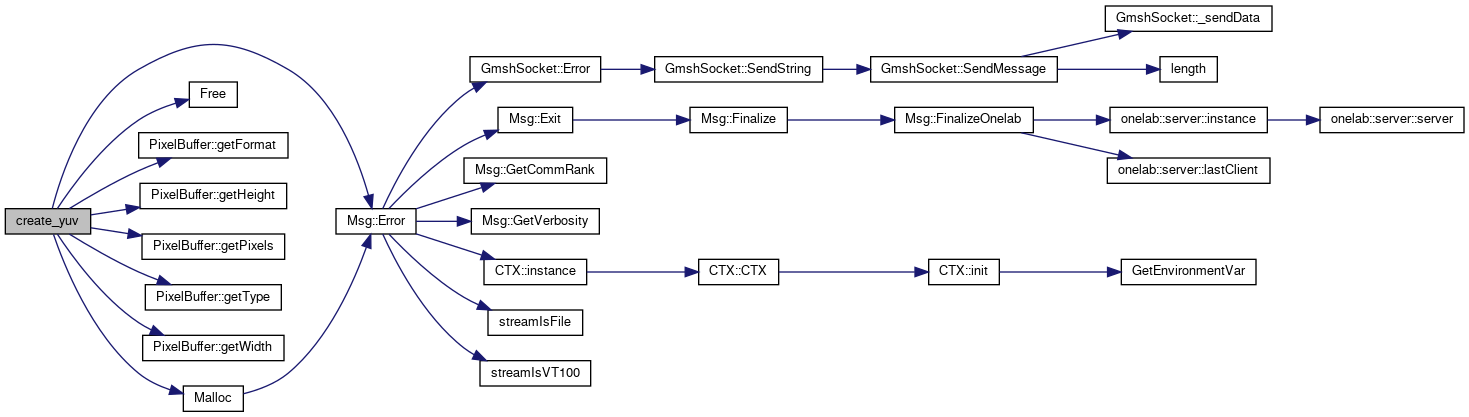 create_yuv
Free
PixelBuffer::getFormat
PixelBuffer::getHeight
PixelBuffer::getPixels
PixelBuffer::getType
PixelBuffer::getWidth
Malloc
Msg::Error
GmshSocket::Error
Msg::Exit
Msg::GetCommRank
Msg::GetVerbosity
CTX::instance
streamIsFile
streamIsVT100
GmshSocket::SendString
Msg::Finalize
CTX::CTX
GmshSocket::SendMessage
Msg::FinalizeOnelab
CTX::init
GmshSocket::_sendData
length
onelab::server::instance
onelab::server::lastClient
GetEnvironmentVar
onelab::server::server